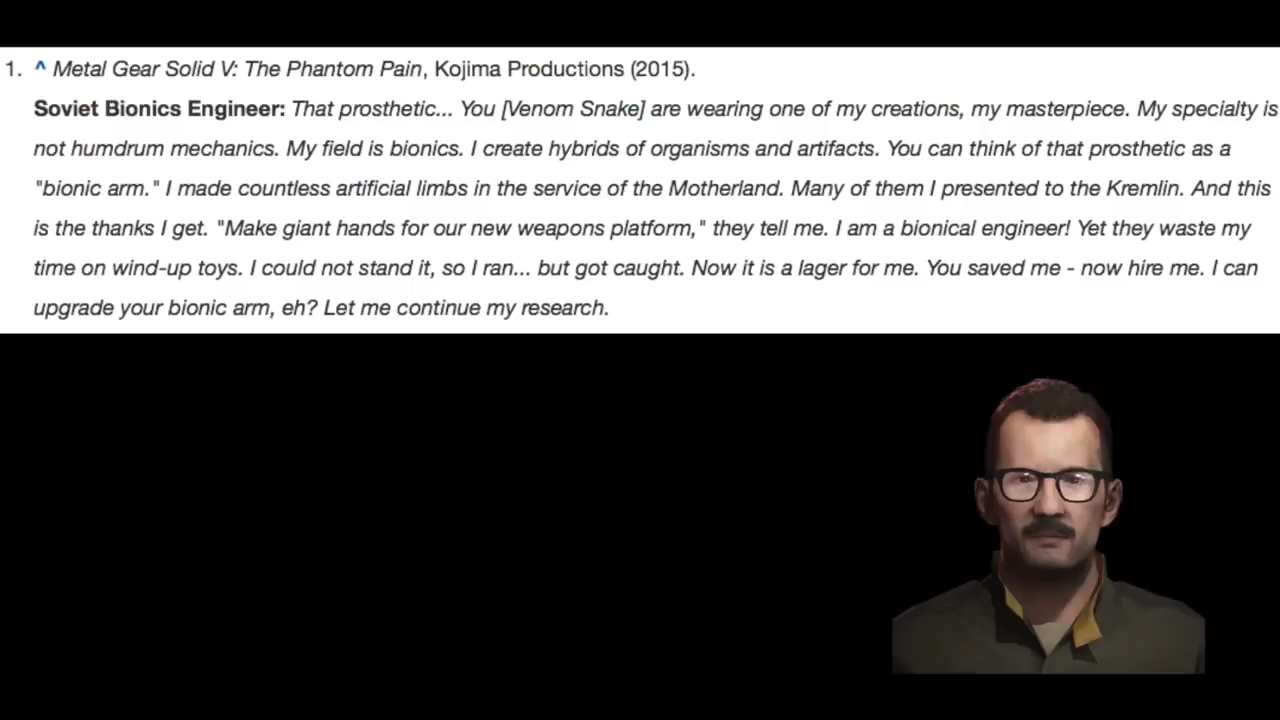 1. ^ Metal Gear Solid V: The Phantom Pain, Kojima Productions (2015).
Soviet Bionics Engineer: That prosthetic... You [Venom Snake] are wearing one of my creations, my masterpiece. My specialty is
not humdrum mechanics. My field is bionics. I create hybrids of organisms and artifacts. You can think of that prosthetic as a
"bionic arm." I made countless artificial limbs in the service of the Motherland. Many of them I presented to the Kremlin. And this
is the thanks I get. "Make giant hands for our new weapons platform," they tell me. I am a bionical engineer! Yet they waste my
time on wind-up toys. I could not stand it, so I ran... but got caught. Now it is a lager for me. You saved me - now hire me. I can
upgrade your bionic arm, eh? Let me continue my research.